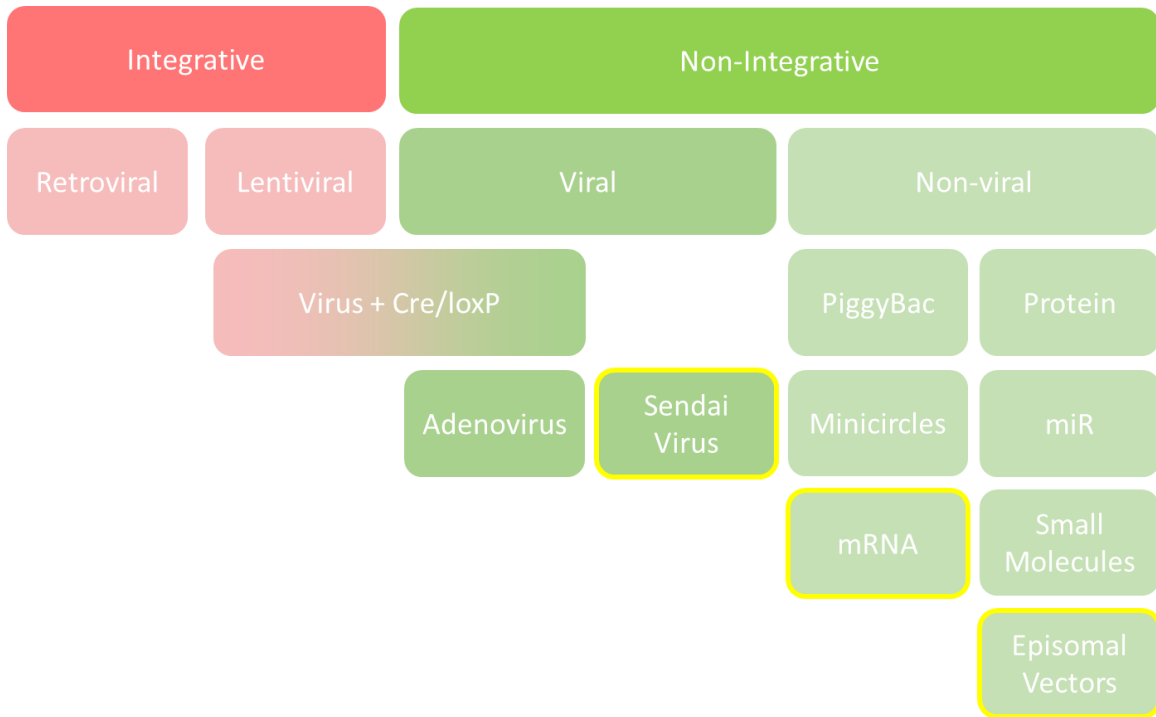 Integrative
Non-Integrative
Retroviral
Lentiviral
Viral
Non-viral
Virus + Cre/loxP
PiggyBac
Protein
Adenovirus
Sendai
Virus
Minicircles
miR
mRNA
Small
Molecules
Episomal
Vectors